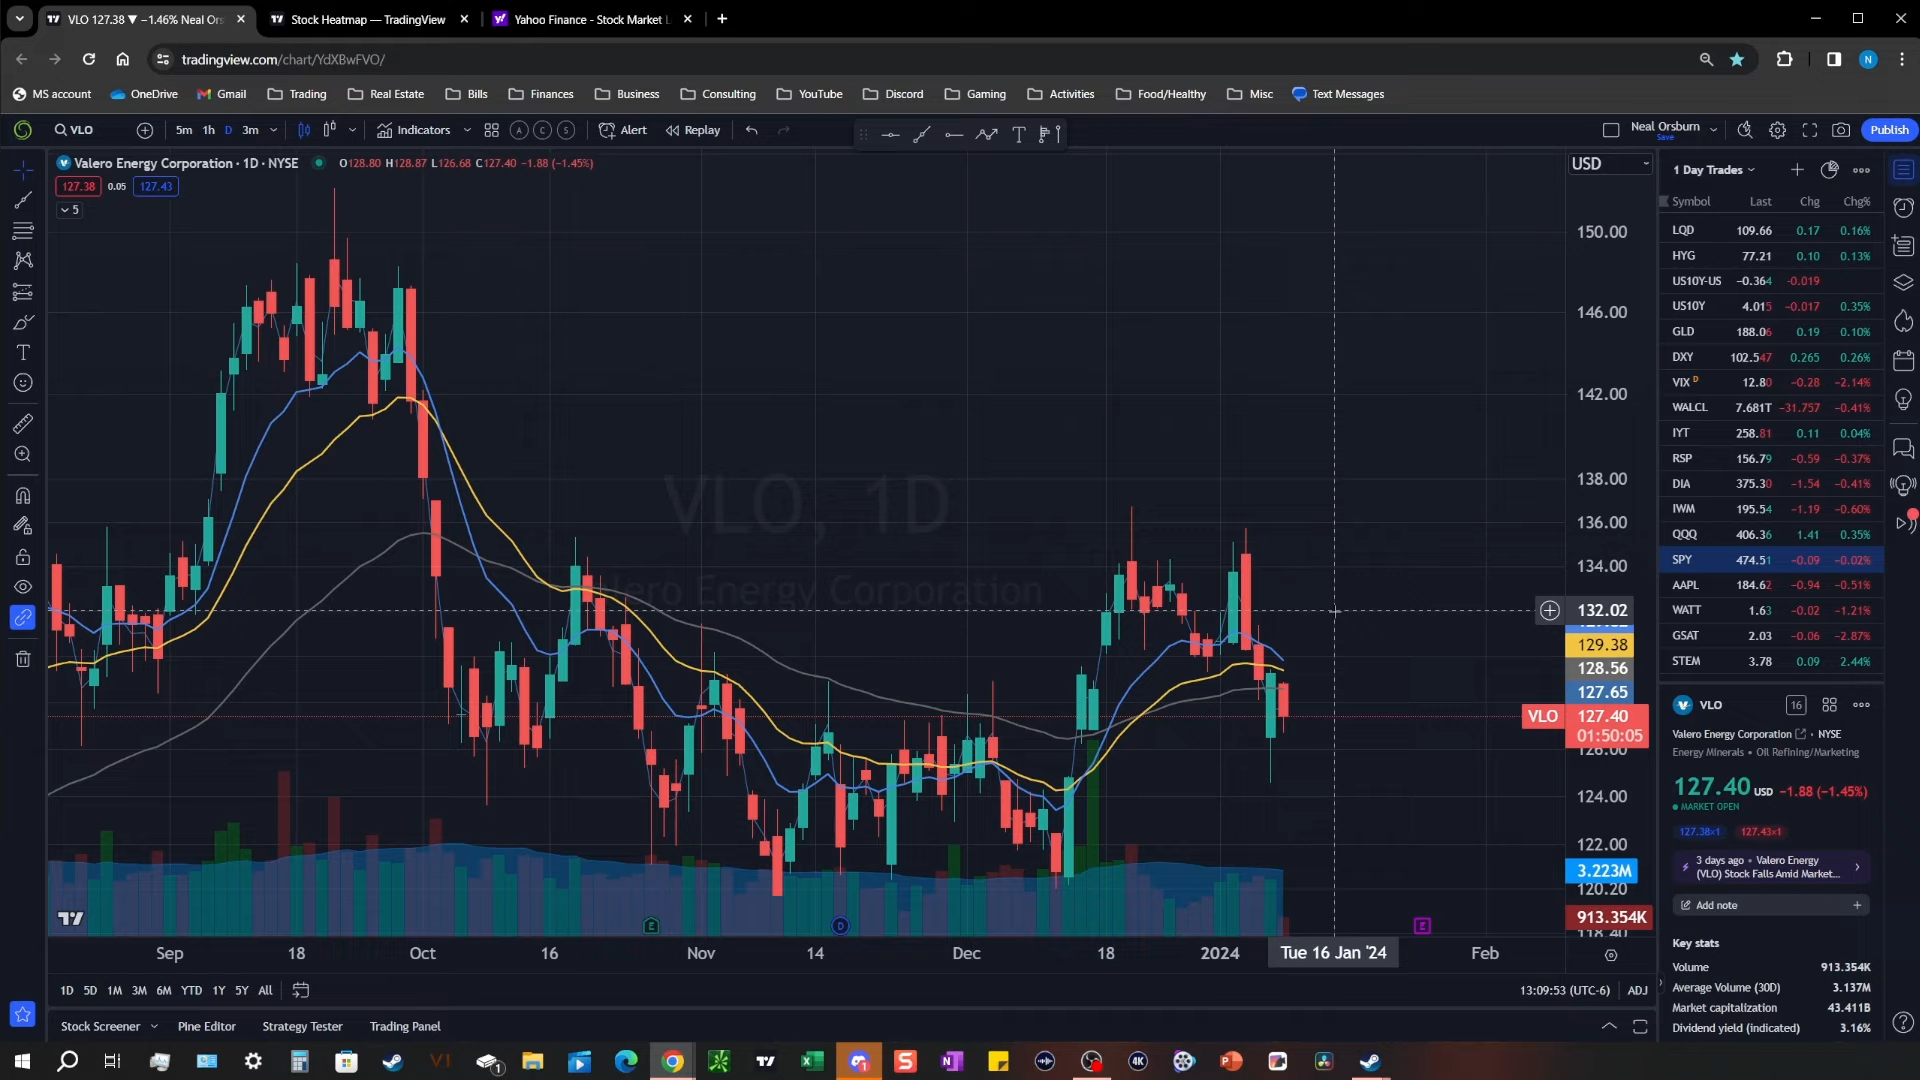 VLO 127.38 ▼ −1.46% Neal Ors
Stock Heatmap — TradingView
Yahoo Finance - Stock Market L
tradingview.com/chart/YdXBwFVO/
MS account
OneDrive
Gmail
Trading
Real Estate
Bills
Finances
Business
Consulting
YouTube
Discord
Gaming
Activities
Food/Healthy
Misc
Text Messages
VLO
5m 1h D 3m
Indicators
A C S
Alert
Replay
Neal Orsburn
Save
Publish
Valero Energy Corporation · 1D · NYSE
O128.80 H128.87 L126.68 C127.40 −1.88 (−1.45%)
127.38 0.05 127.43
5
USD
VLO, 1D
Valero Energy Corporation
150.00
146.00
142.00
138.00
136.00
134.00
132.02
129.38
128.56
127.65
VLO 127.40
01:50:05
126.00
124.00
122.00
3.223M
120.20
913.354K
118.40
E
D
E
Sep 18 Oct 16 Nov 14 Dec 18 2024 Tue 16 Jan '24 Feb
1D 5D 1M 3M 6M YTD 1Y 5Y All
13:09:53 (UTC-6) ADJ
Stock Screener
Pine Editor
Strategy Tester
Trading Panel
1 Day Trades
Symbol Last Chg Chg%
LQD 109.66 0.17 0.16%
HYG 77.21 0.10 0.13%
US10Y-US −0.364 −0.019
US10Y 4.015 −0.017 0.35%
GLD 188.06 0.19 0.10%
DXY 102.547 0.265 0.26%
VIX D 12.80 −0.28 −2.14%
WALCL 7.681T −31.757 −0.41%
IYT 258.81 0.11 0.04%
RSP 156.79 −0.59 −0.37%
DIA 375.30 −1.54 −0.41%
IWM 195.54 −1.19 −0.60%
QQQ 406.36 1.41 0.35%
SPY 474.51 −0.09 −0.02%
AAPL 184.62 −0.94 −0.51%
WATT 1.63 −0.02 −1.21%
GSAT 2.03 −0.06 −2.87%
STEM 3.78 0.09 2.44%
VLO
16
Valero Energy Corporation • NYSE
Energy Minerals • Oil Refining/Marketing
127.40 USD −1.88 (−1.45%)
MARKET OPEN
127.38×1 127.43×1
3 days ago • Valero Energy
(VLO) Stock Falls Amid Market...
Add note
Key stats
Volume 913.354K
Average Volume (30D) 3.137M
Market capitalization 43.411B
Dividend yield (indicated) 3.16%